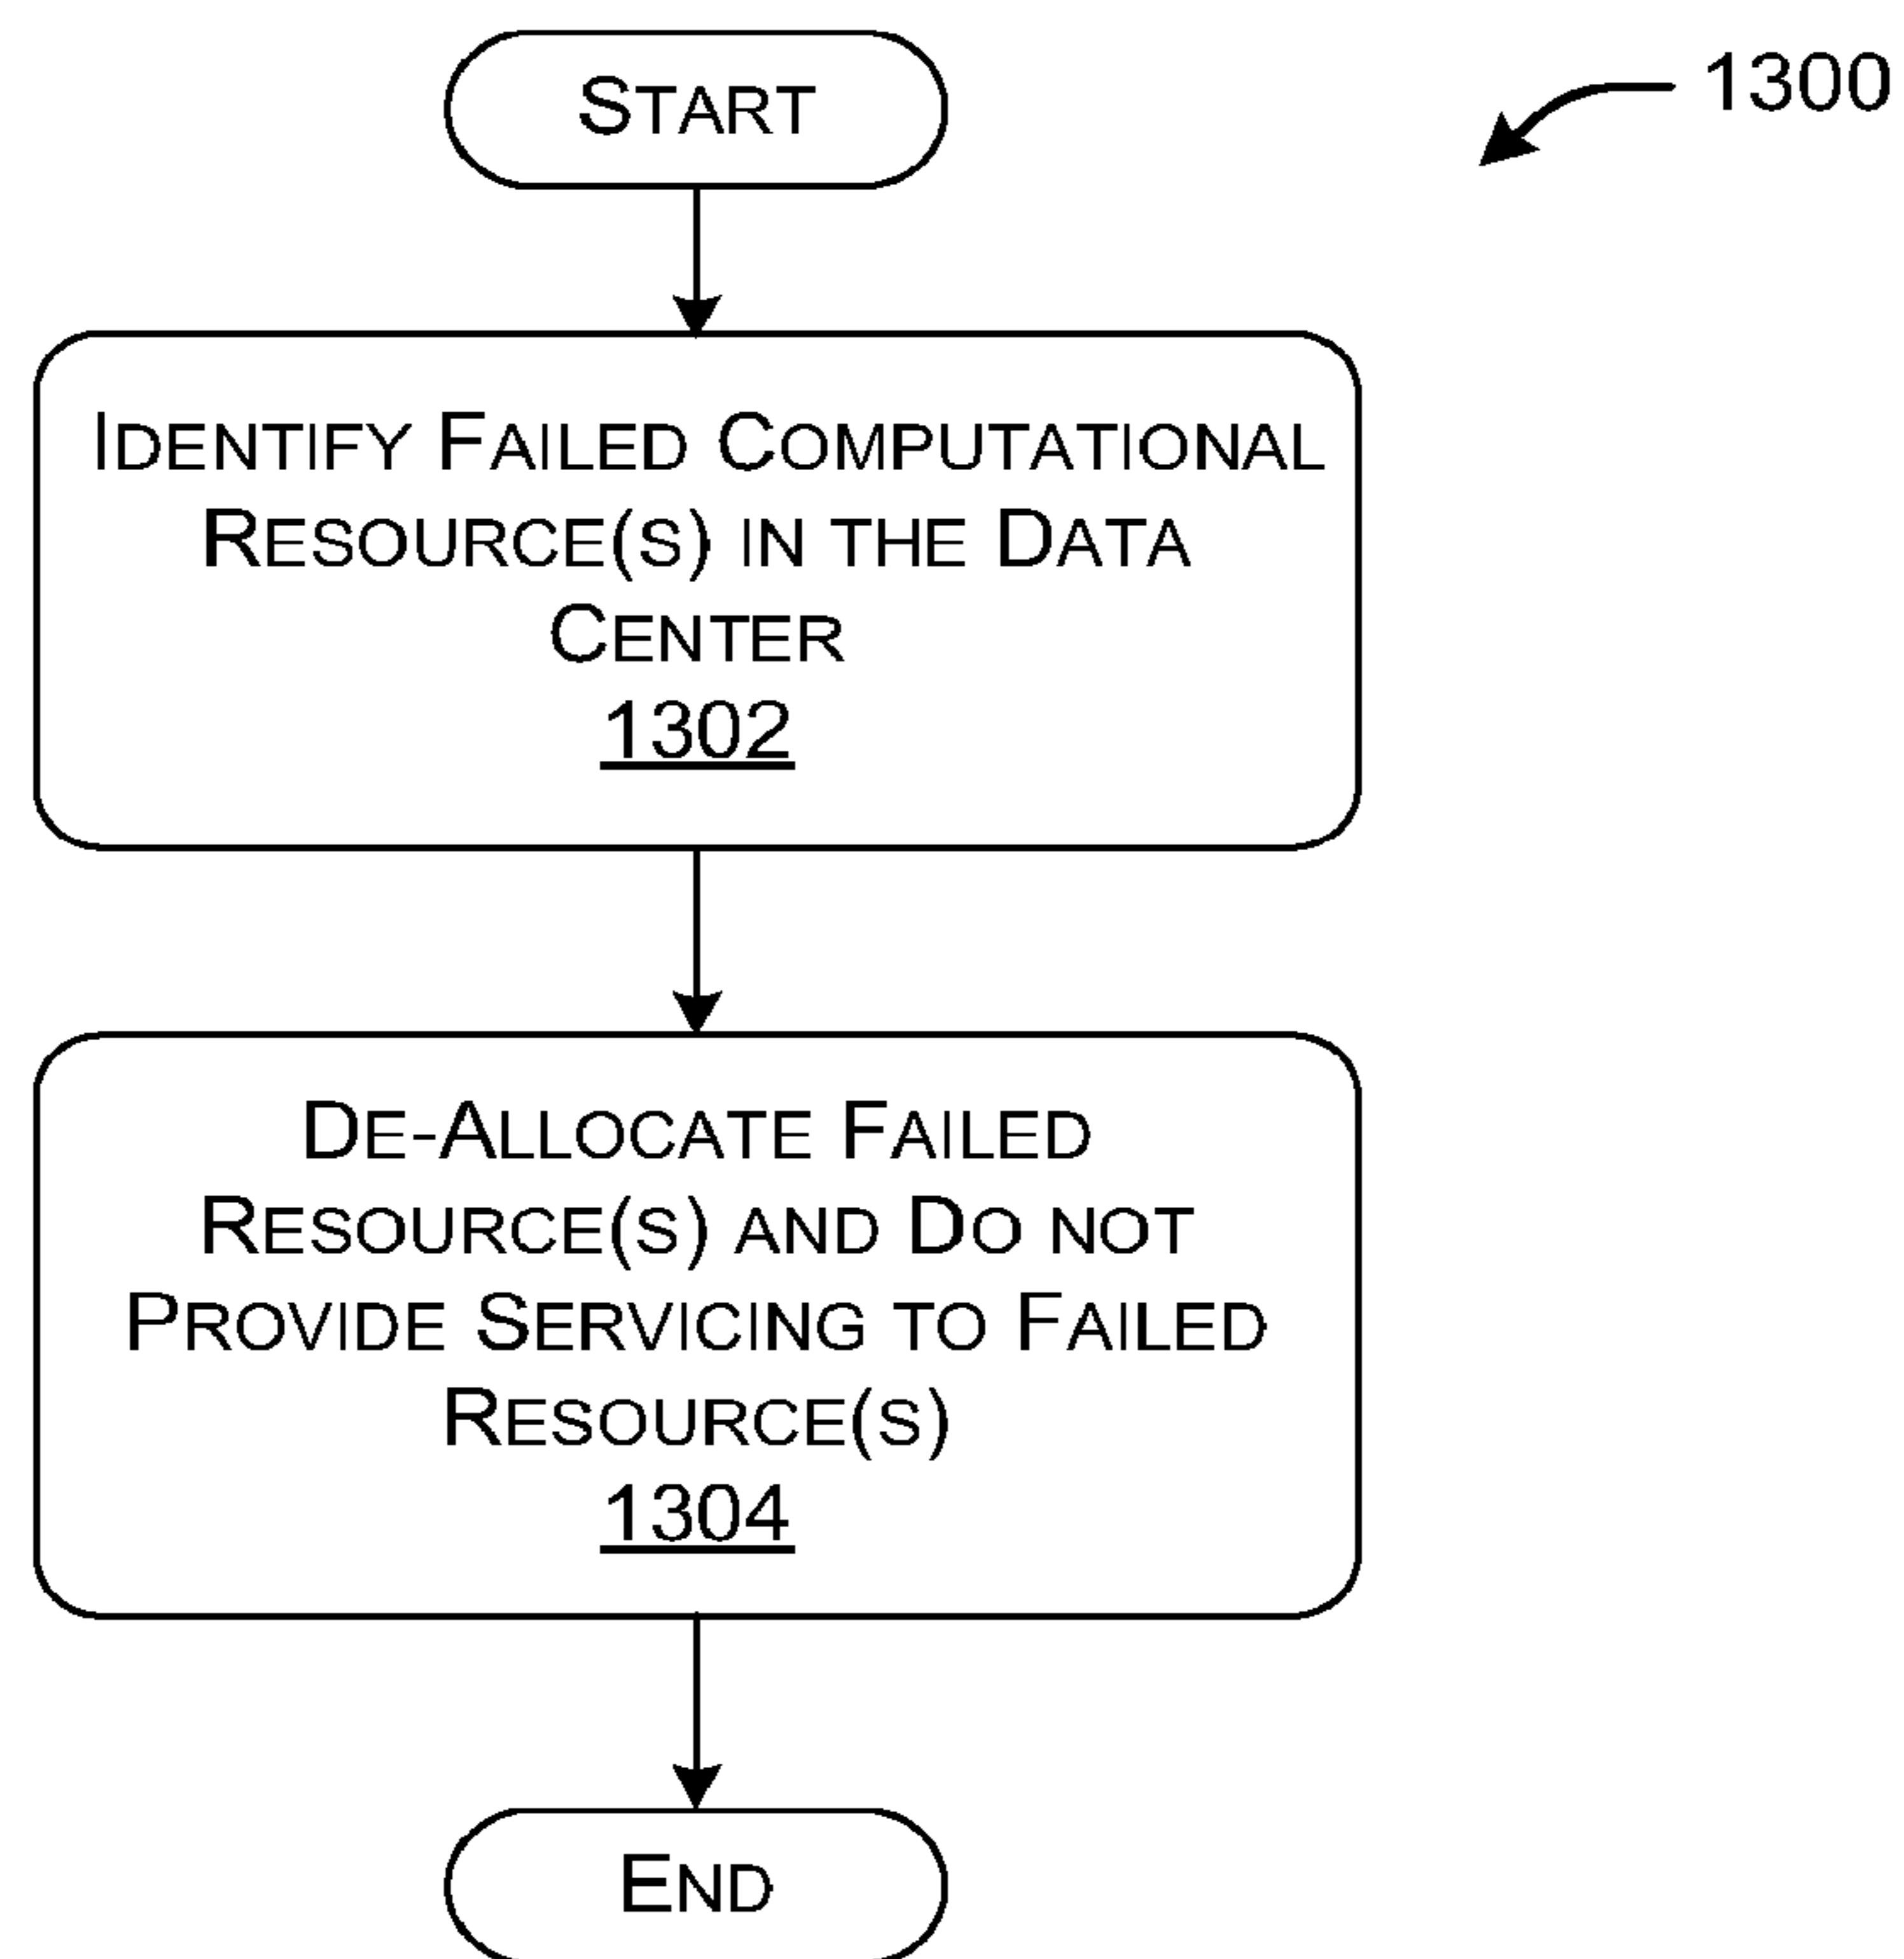 START
1300
IDENTIFY FAILED COMPUTATIONAL
RESOURCE(S) IN THE DATA
CENTER
1302
DE-ALLOCATE FAILED
RESOURCE(S) AND DO NOT
PROVIDE SERVICING TO FAILED
RESOURCE(S)
1304
END